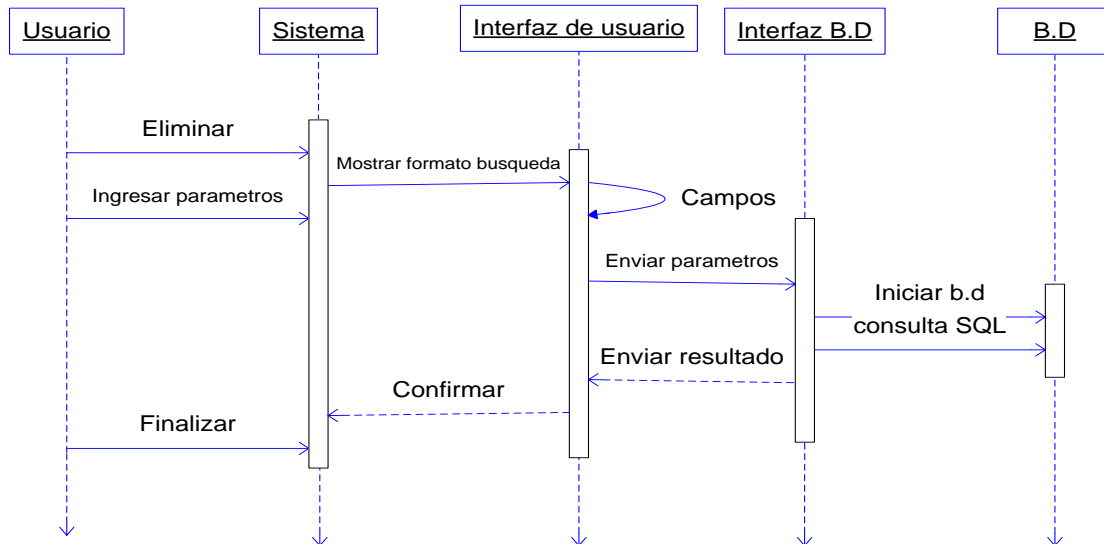 Usuario
Sistema
Interfaz de usuario
Interfaz B.D
B.D
Eliminar
Mostrar formato busqueda
Ingresar parametros
Campos
Enviar parametros
Iniciar b.d
consulta SQL
Enviar resultado
Confirmar
Finalizar